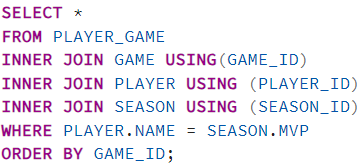 SELECT *
FROM PLAYER_GAME
INNER JOIN GAME USING(GAME_ID)
INNER JOIN PLAYER USING (PLAYER_ID)
INNER JOIN SEASON USING (SEASON_ID)
WHERE PLAYER.NAME = SEASON.MVP
ORDER BY GAME_ID;